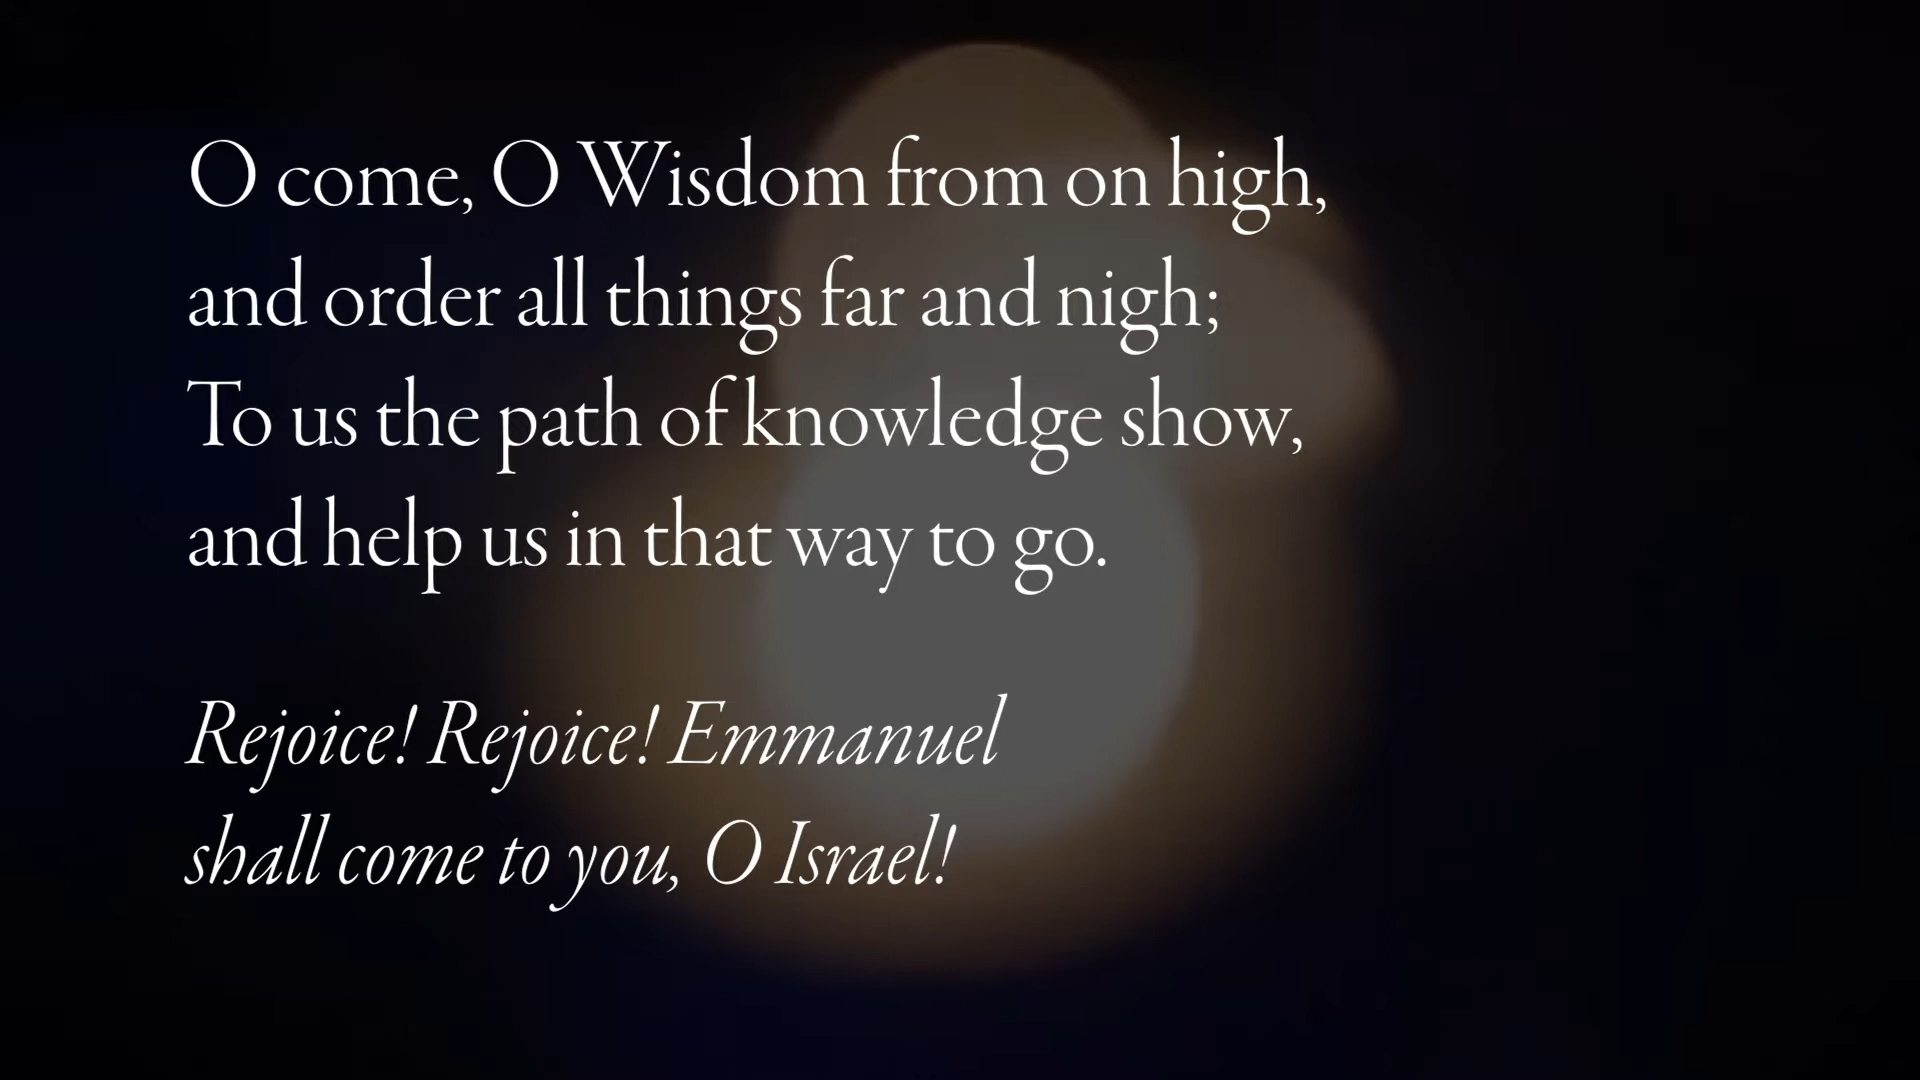 O come, O Wisdom from on high,
and order all things far and nigh;
To us the path of knowledge show,
and help us in that way to go.
Rejoice! Rejoice! Emmanuel
shall come to you, O Israel!